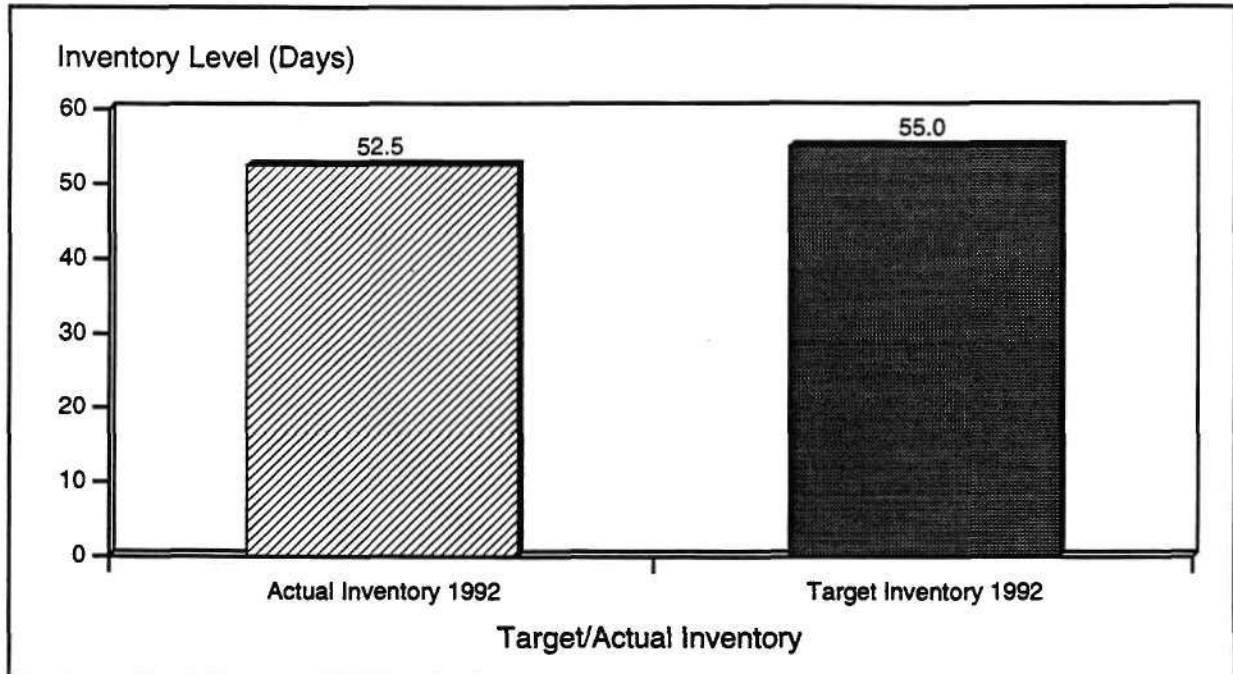 Inventory Level (Days)
60
50
40
30
20
10
0
52.5
55.0
Actual Inventory 1992
Target Inventory 1992
Target/Actual Inventory